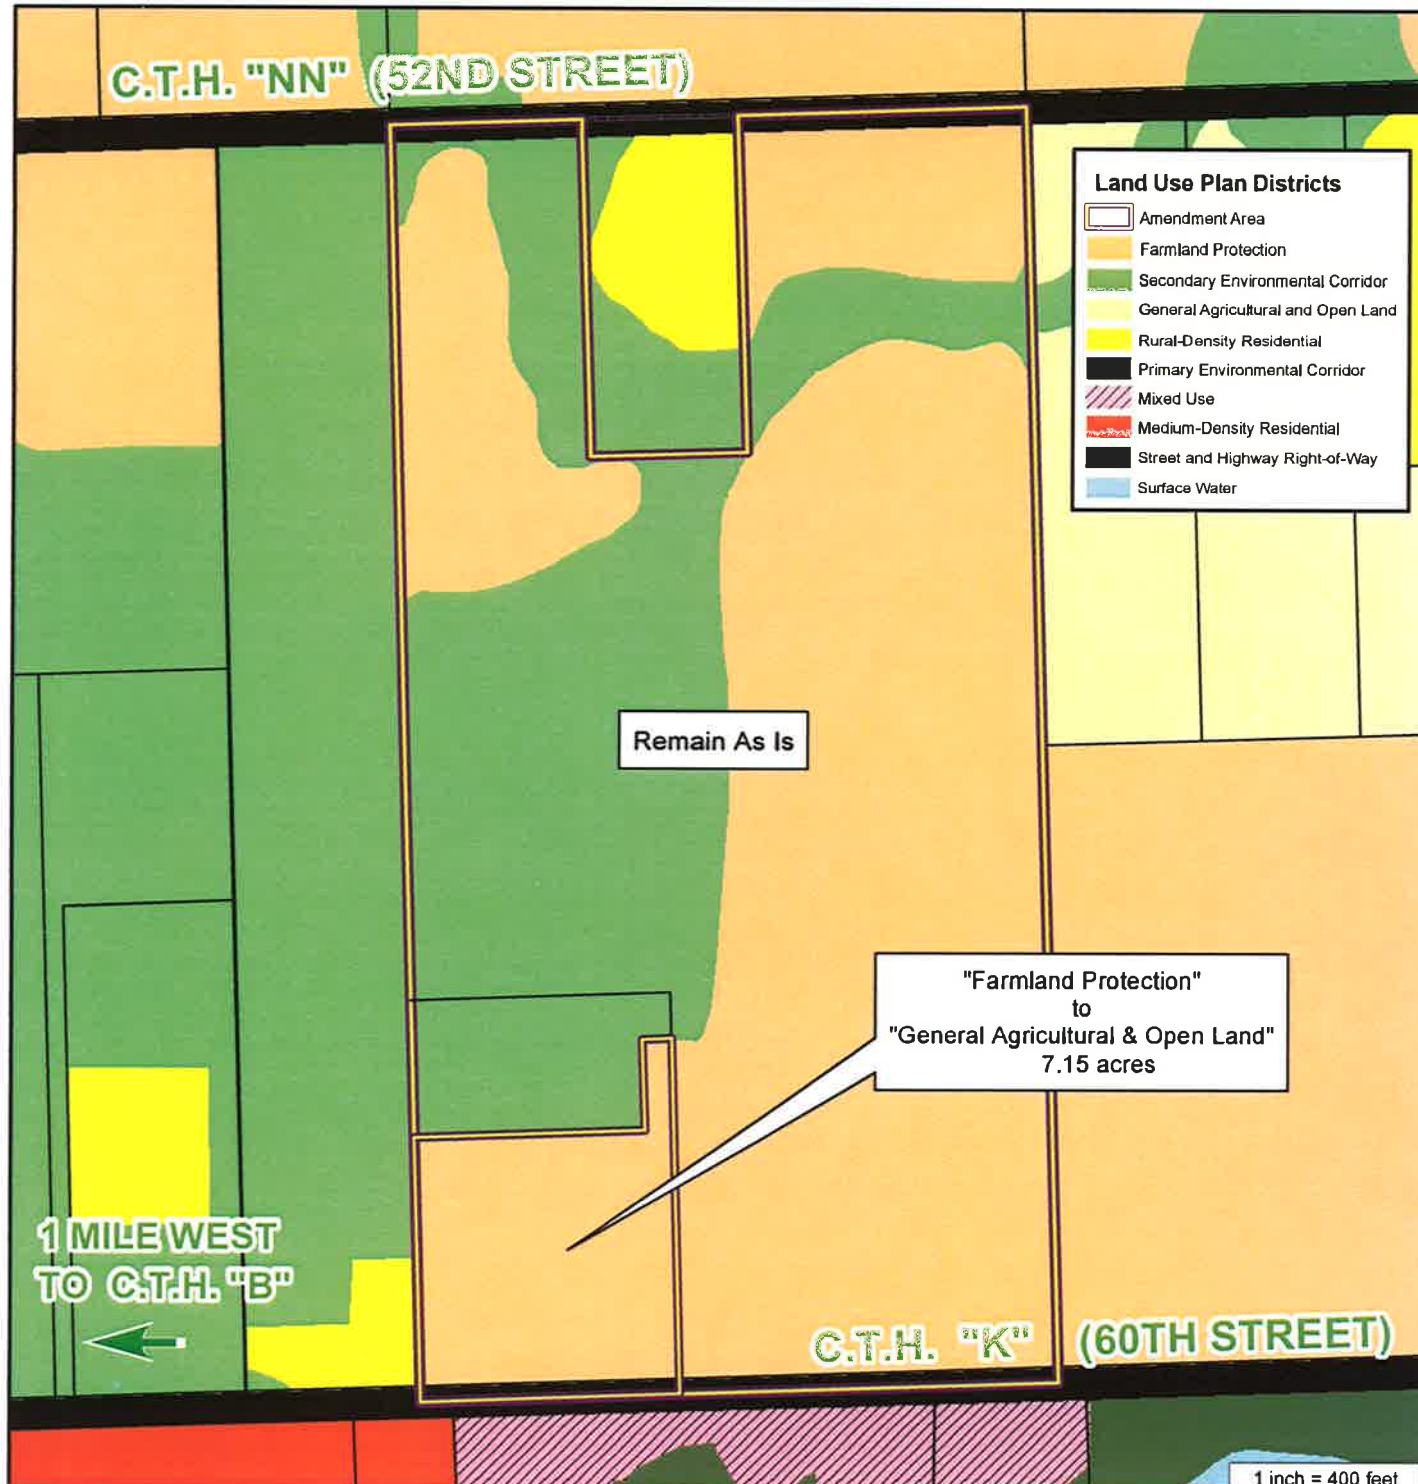 C.T.H. "NN" (52ND STREET)
Land Use Plan Districts
Amendment Area
Farmland Protection
Secondary Environmental Corridor
General Agricultural and Open Land
Rural-Density Residential
Primary Environmental Corridor
Mixed Use
Medium-Density Residential
Street and Highway Right-of-Way
Surface Water
Remain As Is
"Farmland Protection"
to
"General Agricultural & Open Land"
7.15 acres
1 MILE WEST
TO C.T.H. "B"
C.T.H. "K" (60TH STREET)
1 inch = 400 feet